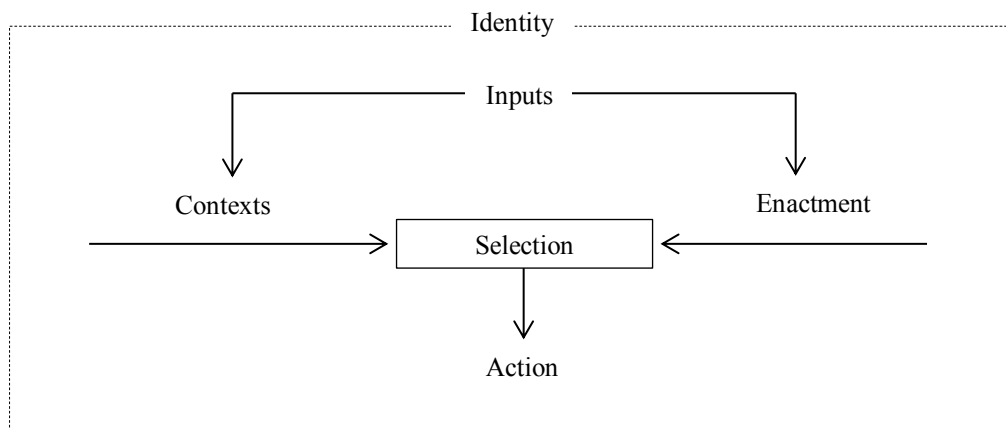 Identity
Inputs
Contexts
Enactment
Selection
Action